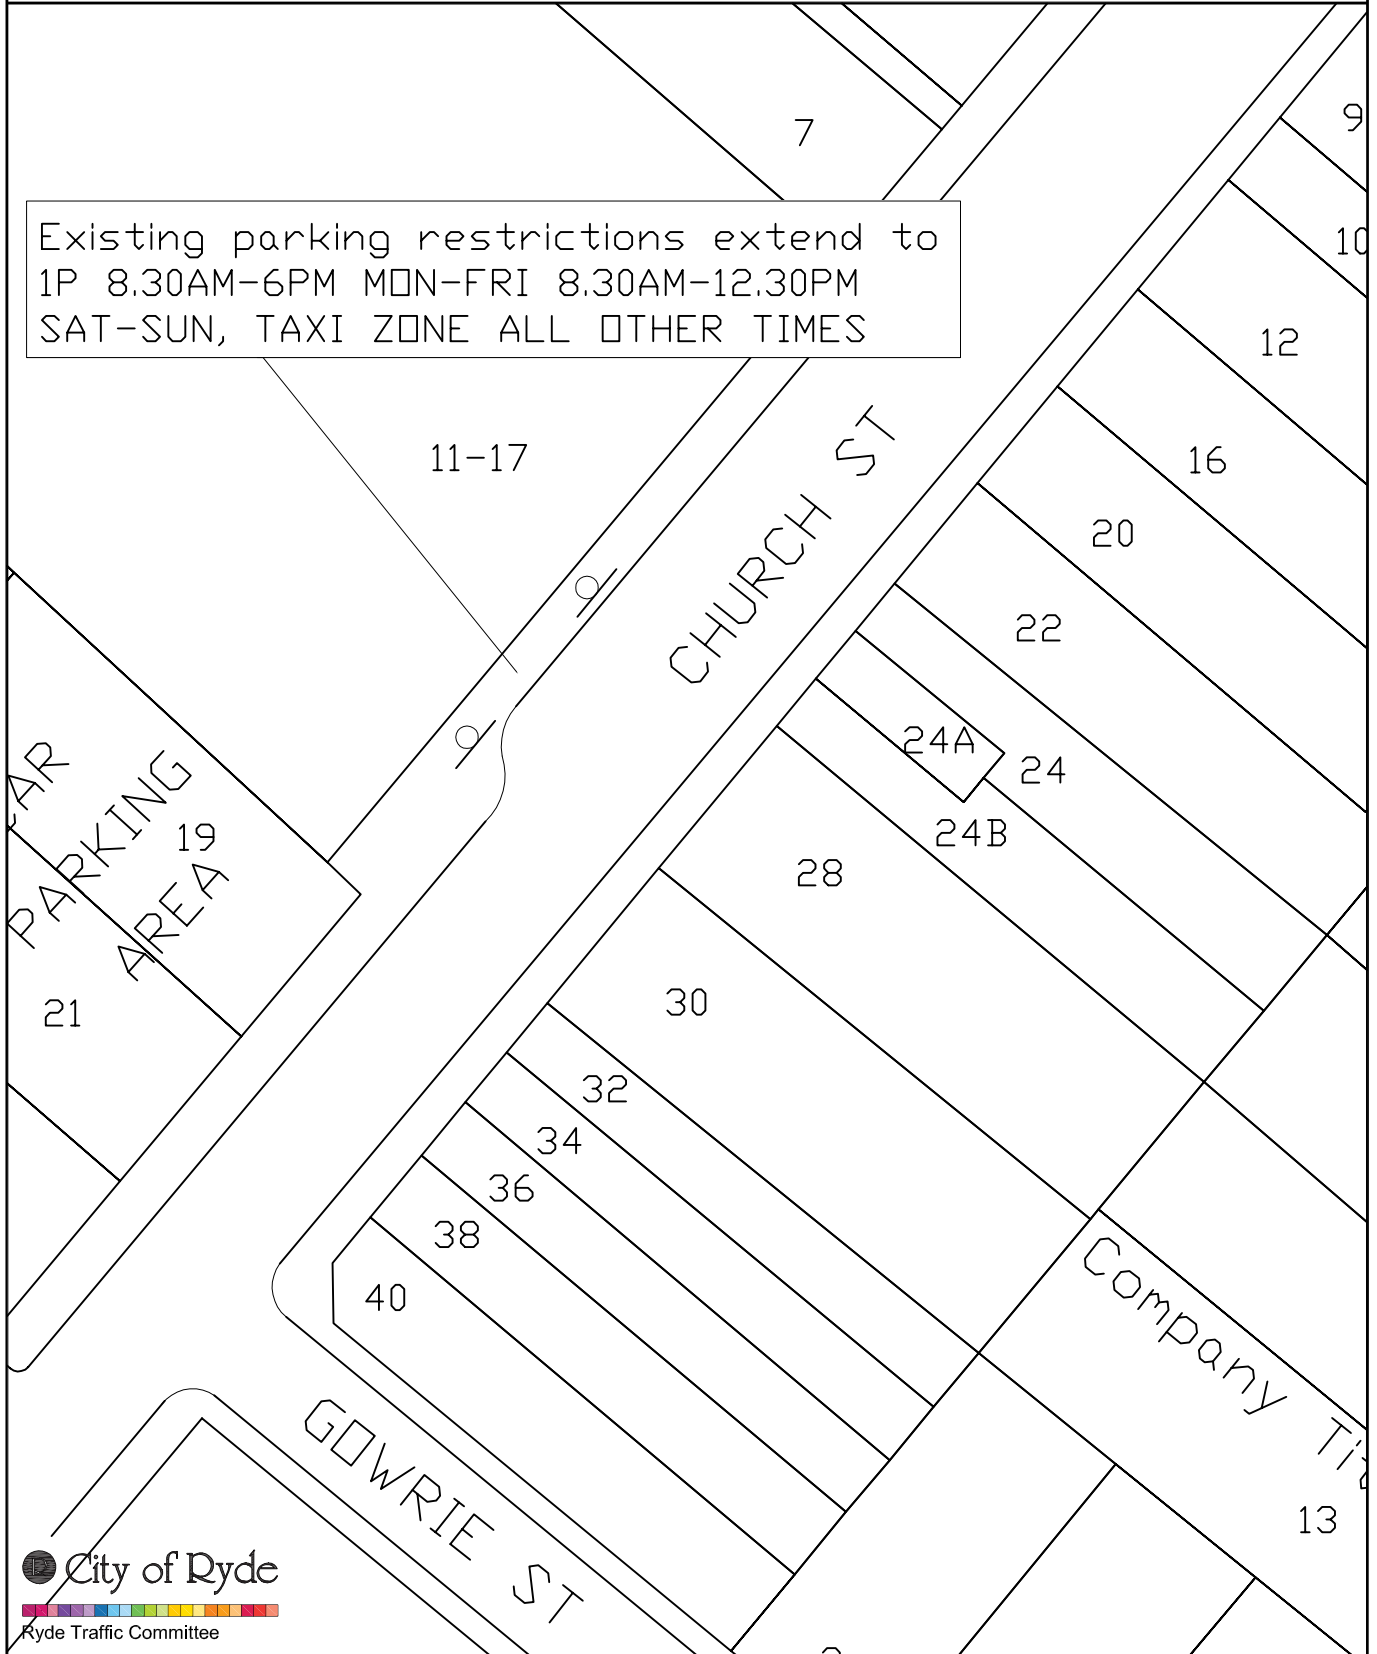 7
9
10
Existing parking restrictions extend to
1P 8.30AM-6PM MON-FRI 8.30AM-12.30PM
SAT-SUN, TAXI ZONE ALL OTHER TIMES
12
11-17
CHURCH ST
16
20
22
24A
24
24B
28
PARKING
19
AREA
21
30
32
34
36
38
40
Company
13
GOWRIE ST
City of Ryde
Ryde Traffic Committee